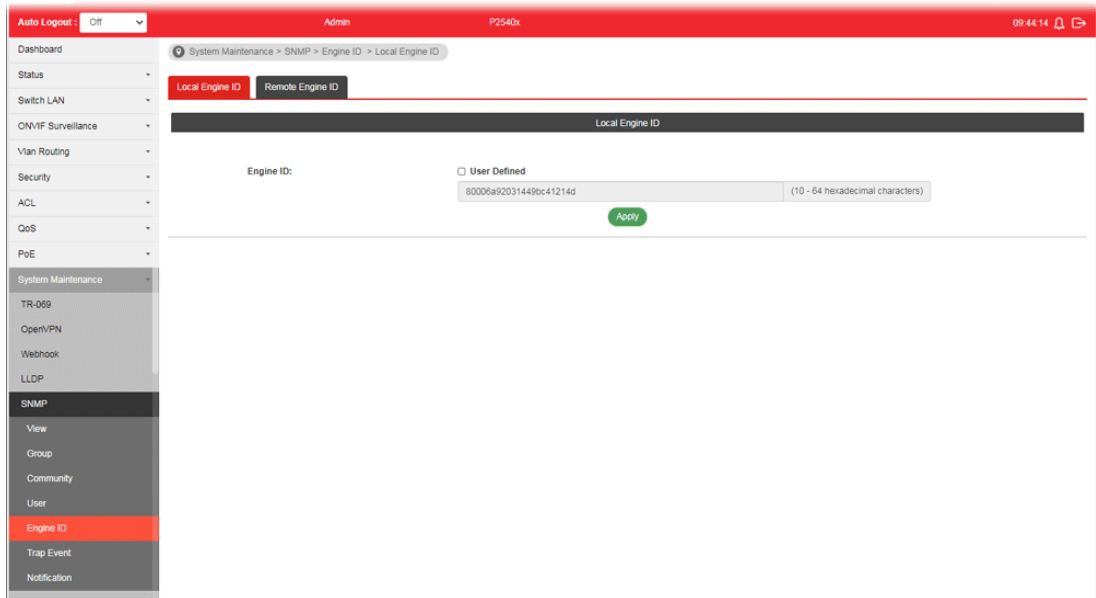 Auto Logout : Off Admin P2540x 09:44:14
Dashboard
Status
Switch LAN
ONVIF Surveillance
Vlan Routing
Security
ACL
QoS
PoE
System Maintenance
TR-069
OpenVPN
Webhook
LLDP
SNMP
View
Group
Community
User
Engine ID
Trap Event
Notification
System Maintenance > SNMP > Engine ID > Local Engine ID
Local Engine ID Remote Engine ID
Local Engine ID
Engine ID: User Defined
80006a92031449bc41214d (10 - 64 hexadecimal characters)
Apply